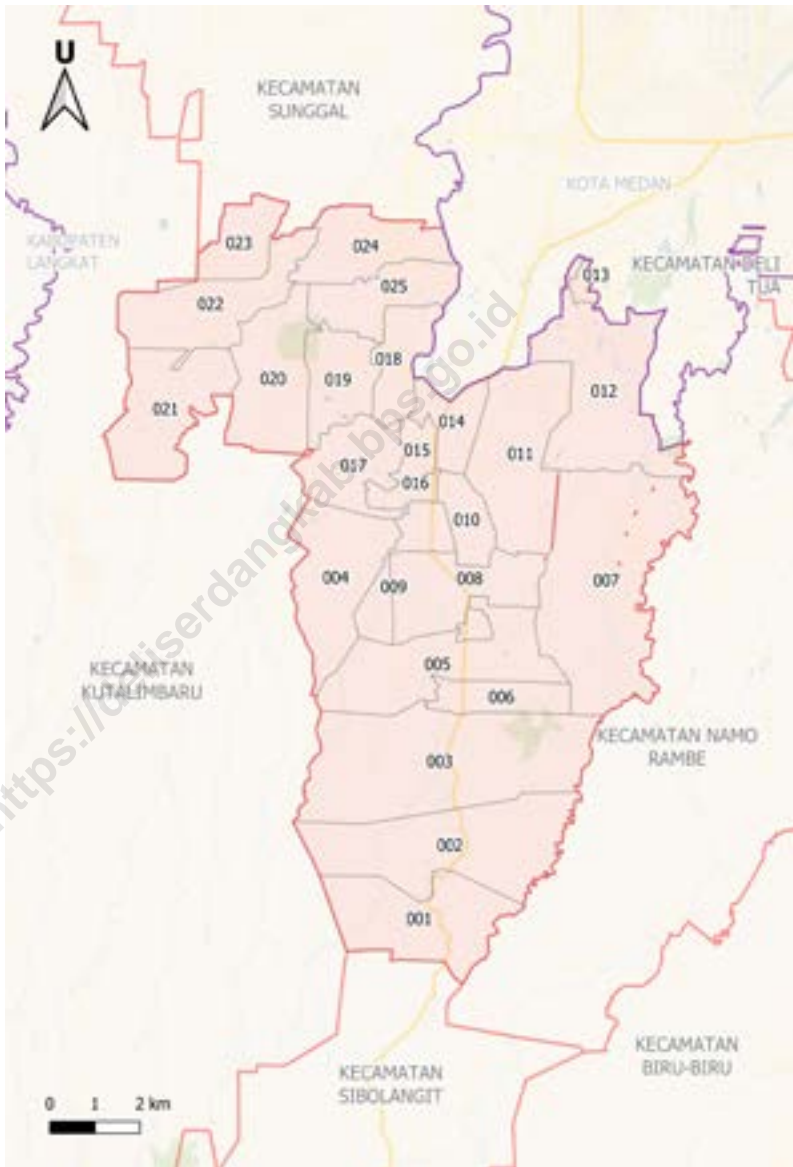 U
KECAMATAN
SUNGGAL
KOTA MEDAN
KABUPATEN
LANGKAT
KECAMATAN DELI
TUA
023
024
013
025
022
018
020
019
012
021
014
015
011
017
016
010
004
009
008
007
005
006
KECAMATAN
KUTALIMBARU
KECAMATAN NAMO
RAMBE
003
002
001
KECAMATAN
BIRU-BIRU
KECAMATAN
SIBOLANGIT
0 1 2 km
https://deliserdangkab.bps.go.id